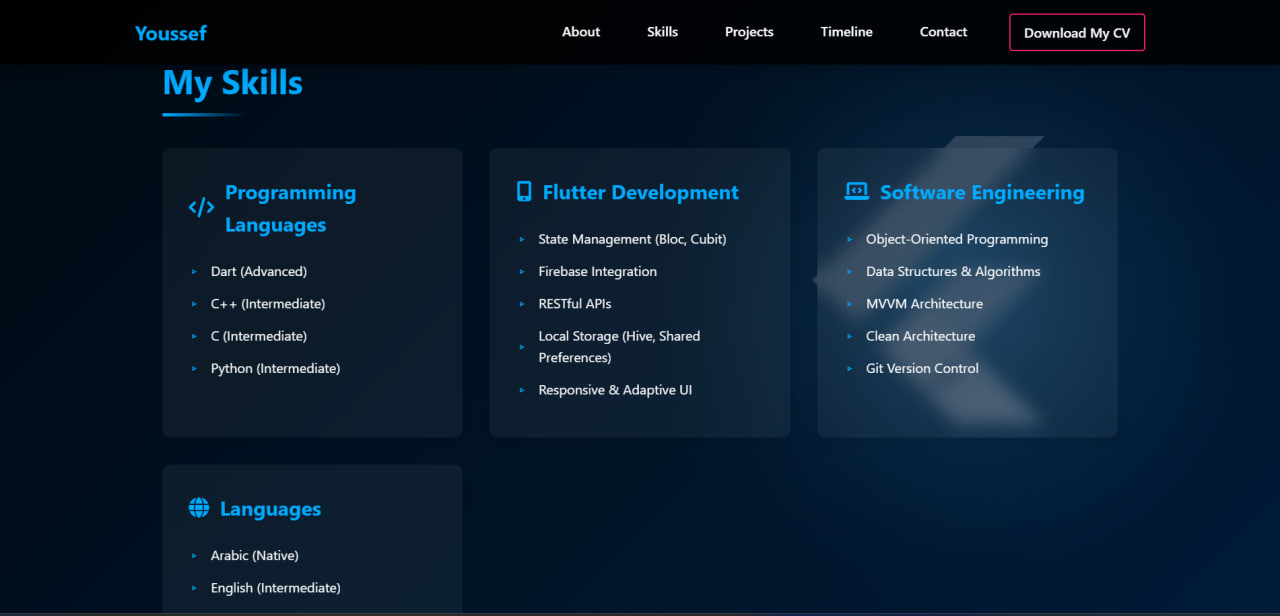 Youssef
About
Skills
Projects
Timeline
Contact
Download My CV
My Skills
Programming
Languages
Dart (Advanced)
C++ (Intermediate)
C (Intermediate)
Python (Intermediate)
Flutter Development
State Management (Bloc, Cubit)
Firebase Integration
RESTful APIs
Local Storage (Hive, Shared
Preferences)
Responsive & Adaptive UI
Software Engineering
Object-Oriented Programming
Data Structures & Algorithms
MVVM Architecture
Clean Architecture
Git Version Control
Languages
Arabic (Native)
English (Intermediate)